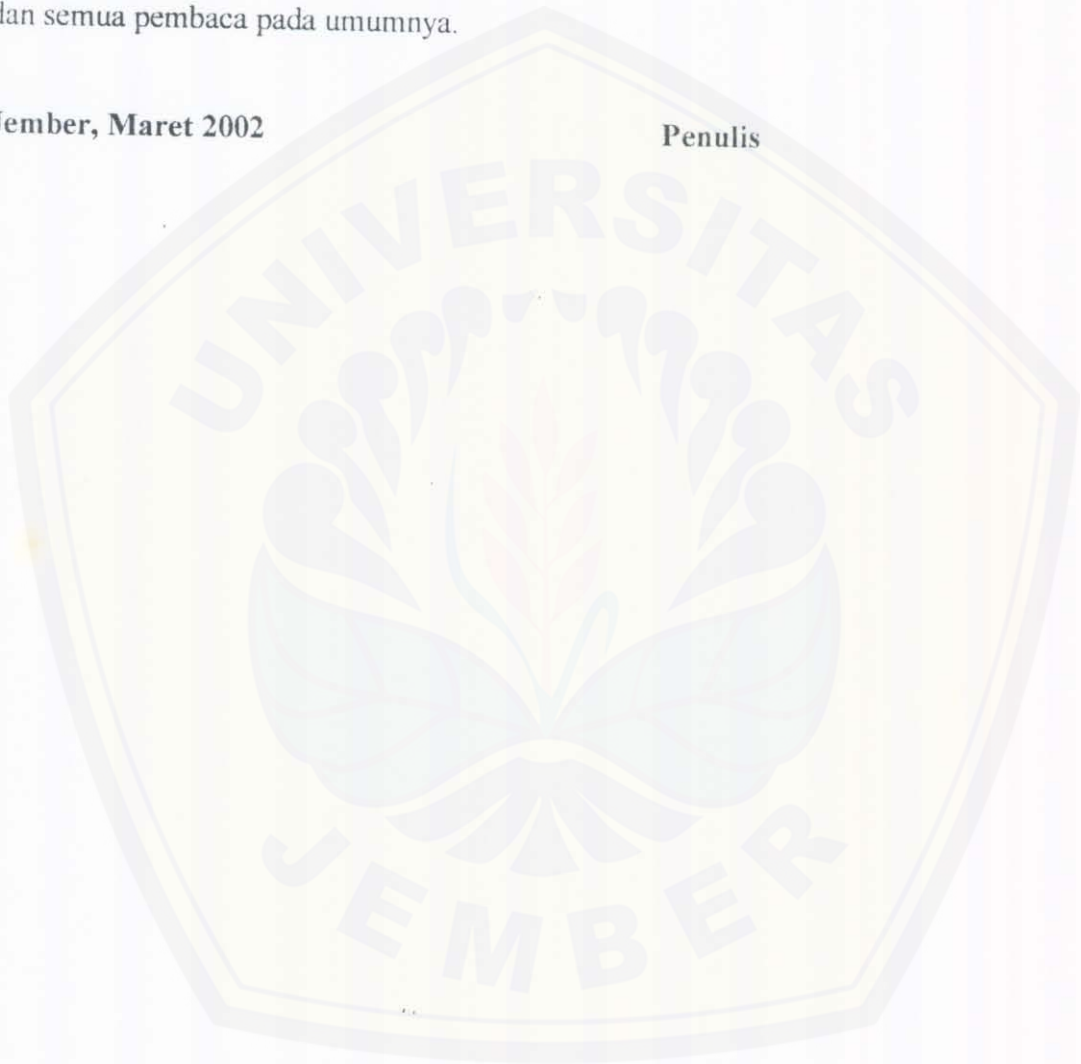 dan semua pembaca pada umumnya.
Jember, Maret 2002 Penulis
UNIVERSITAS
JEMBER